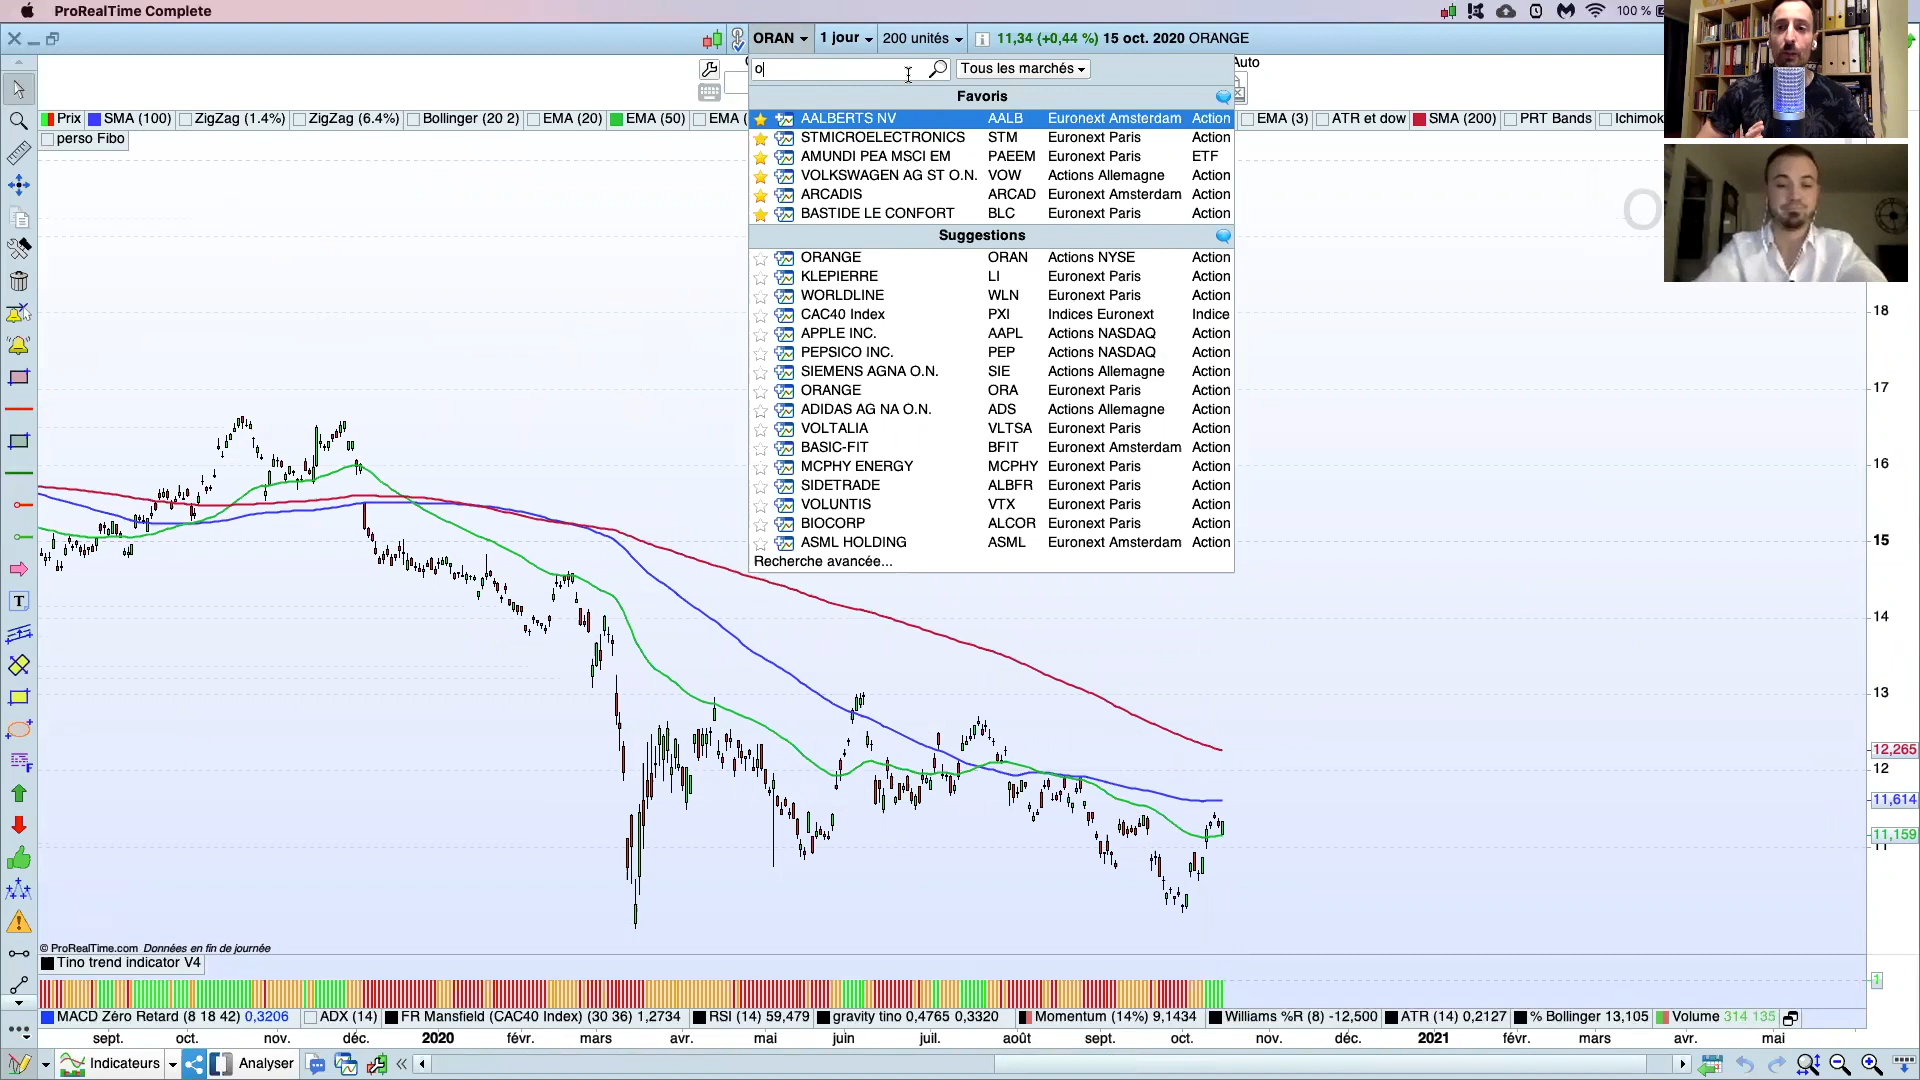 ProRealTime Complete
100 %
ORAN 1 jour 200 unités 11,34 (+0,44 %) 15 oct. 2020 ORANGE
o Tous les marchés Auto
Favoris
Prix SMA (100) ZigZag (1.4%) ZigZag (6.4%) Bollinger (20 2) EMA (20) EMA (50) EMA ( EMA (3) ATR et dow SMA (200) PRT Bands Ichimok
perso Fibo
AALBERTS NV AALB Euronext Amsterdam Action
STMICROELECTRONICS STM Euronext Paris Action
AMUNDI PEA MSCI EM PAEEM Euronext Paris ETF
VOLKSWAGEN AG ST O.N. VOW Actions Allemagne Action
ARCADIS ARCAD Euronext Amsterdam Action
BASTIDE LE CONFORT BLC Euronext Paris Action
Suggestions
ORANGE ORAN Actions NYSE Action
KLEPIERRE LI Euronext Paris Action
WORLDLINE WLN Euronext Paris Action
CAC40 Index PXI Indices Euronext Indice
APPLE INC. AAPL Actions NASDAQ Action
PEPSICO INC. PEP Actions NASDAQ Action
SIEMENS AGNA O.N. SIE Actions Allemagne Action
ORANGE ORA Euronext Paris Action
ADIDAS AG NA O.N. ADS Actions Allemagne Action
VOLTALIA VLTSA Euronext Paris Action
BASIC-FIT BFIT Euronext Amsterdam Action
MCPHY ENERGY MCPHY Euronext Paris Action
SIDETRADE ALBFR Euronext Paris Action
VOLUNTIS VTX Euronext Paris Action
BIOCORP ALCOR Euronext Paris Action
ASML HOLDING ASML Euronext Amsterdam Action
Recherche avancée...
O
18
17
16
15
14
13
12,265
12
11,614
11,159
11
© ProRealTime.com Données en fin de journée
Tino trend indicator V4
1
MACD Zéro Retard (8 18 42) 0,3206 ADX (14) FR Mansfield (CAC40 Index) (30 36) 1,2734 RSI (14) 59,479 gravity tino 0,4765 0,3320 Momentum (14%) 9,1434 Williams %R (8) -12,500 ATR (14) 0,2127 % Bollinger 13,105 Volume 314 135
sept. oct. nov. déc. 2020 févr. mars avr. mai juin juil. août sept. oct. nov. déc. 2021 févr. mars avr. mai
Indicateurs Analyser